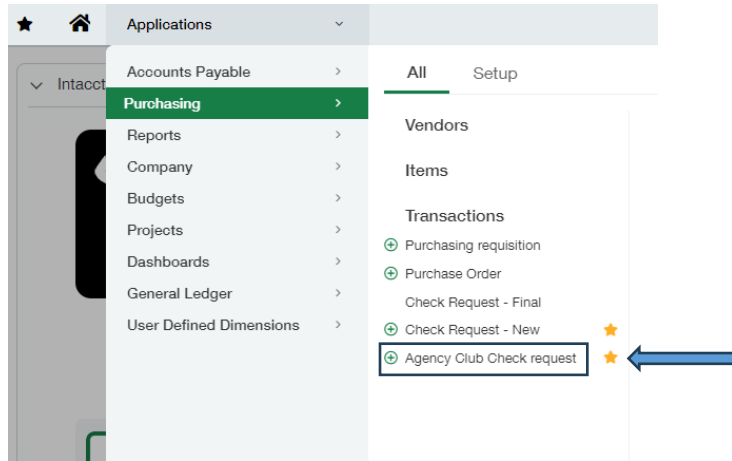 Applications
Intacct
Accounts Payable
Purchasing
Reports
Company
Budgets
Projects
Dashboards
General Ledger
User Defined Dimensions
All Setup
Vendors
Items
Transactions
Purchasing requisition
Purchase Order
Check Request - Final
Check Request - New
Agency Club Check request